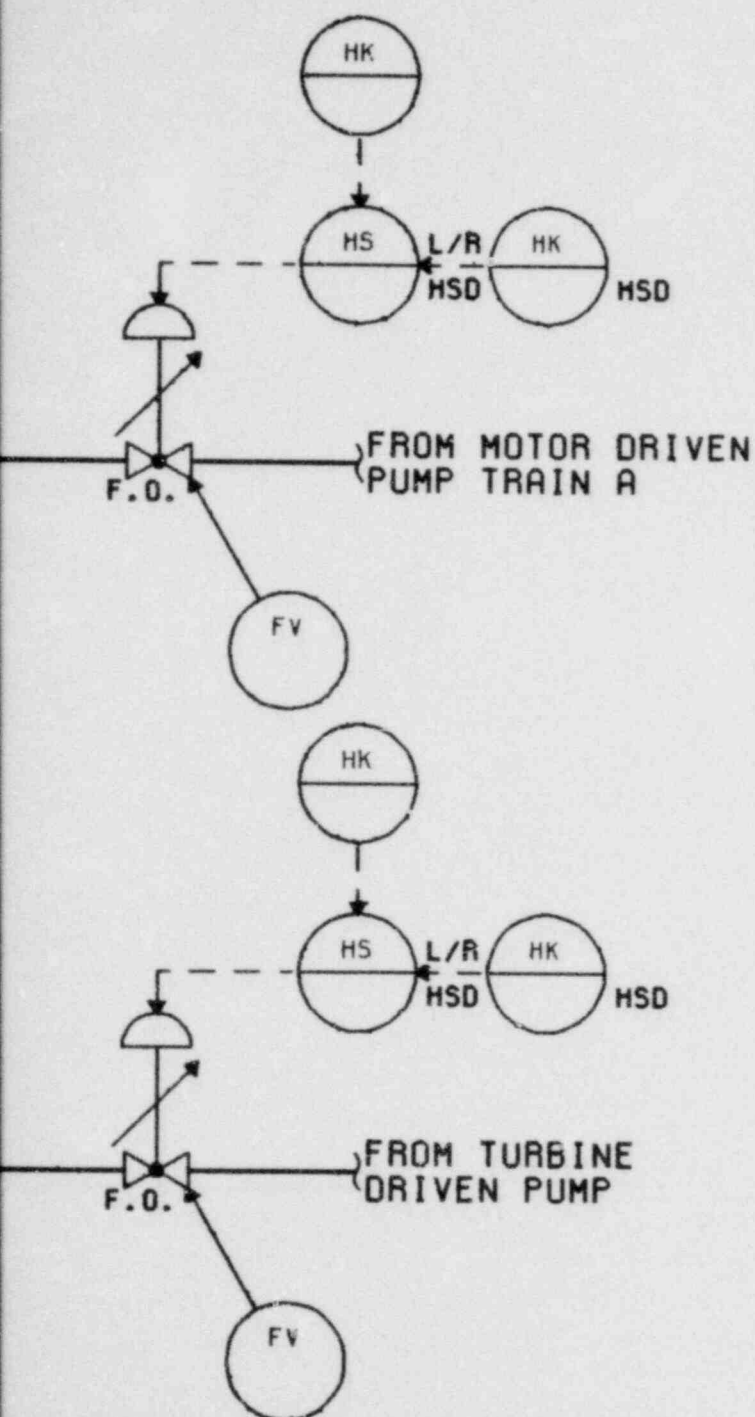 HK
HS
L/R
HSD
HK
HSD
FROM MOTOR DRIVEN
PUMP TRAIN A
F.O.
FV
HK
HS
L/R
HSD
HK
HSD
FROM TURBINE
DRIVEN PUMP
F.O.
FV